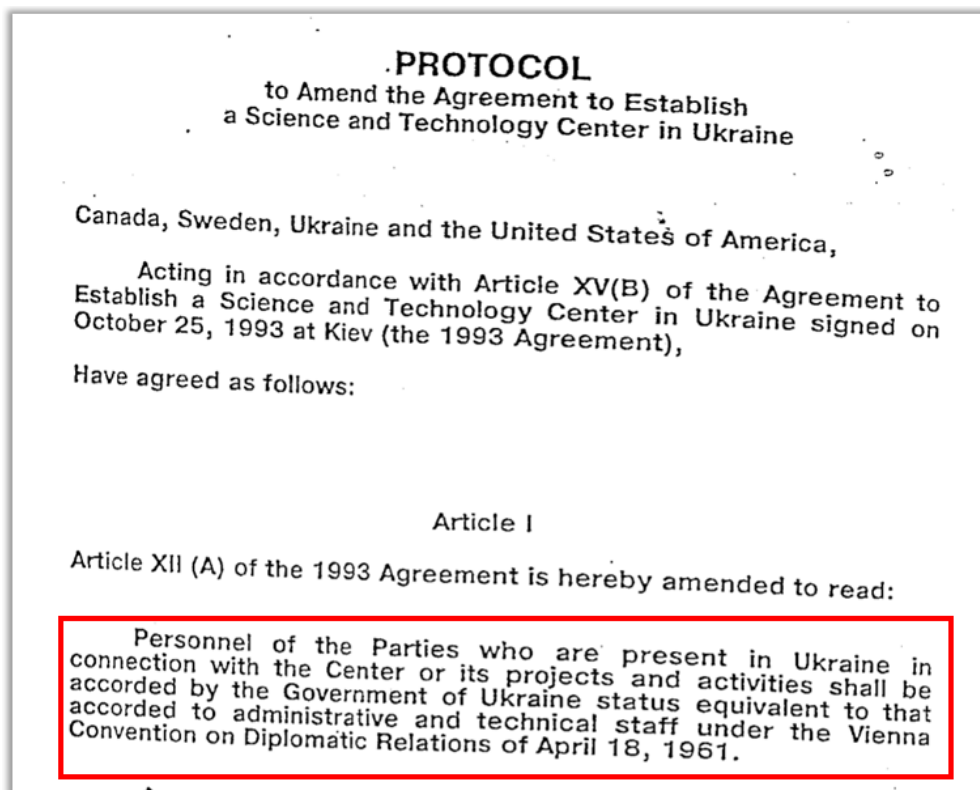 PROTOCOL
to Amend the Agreement to Establish
a Science and Technology Center in Ukraine
Canada, Sweden, Ukraine and the United States of America,
Acting in accordance with Article XV(B) of the Agreement to
Establish a Science and Technology Center in Ukraine signed on
October 25, 1993 at Kiev (the 1993 Agreement),
Have agreed as follows:
Article I
Article XII (A) of the 1993 Agreement is hereby amended to read:
Personnel of the Parties who are present in Ukraine in
connection with the Center or its projects and activities shall be
accorded by the Government of Ukraine status equivalent to that
accorded to administrative and technical staff under the Vienna
Convention on Diplomatic Relations of April 18, 1961.